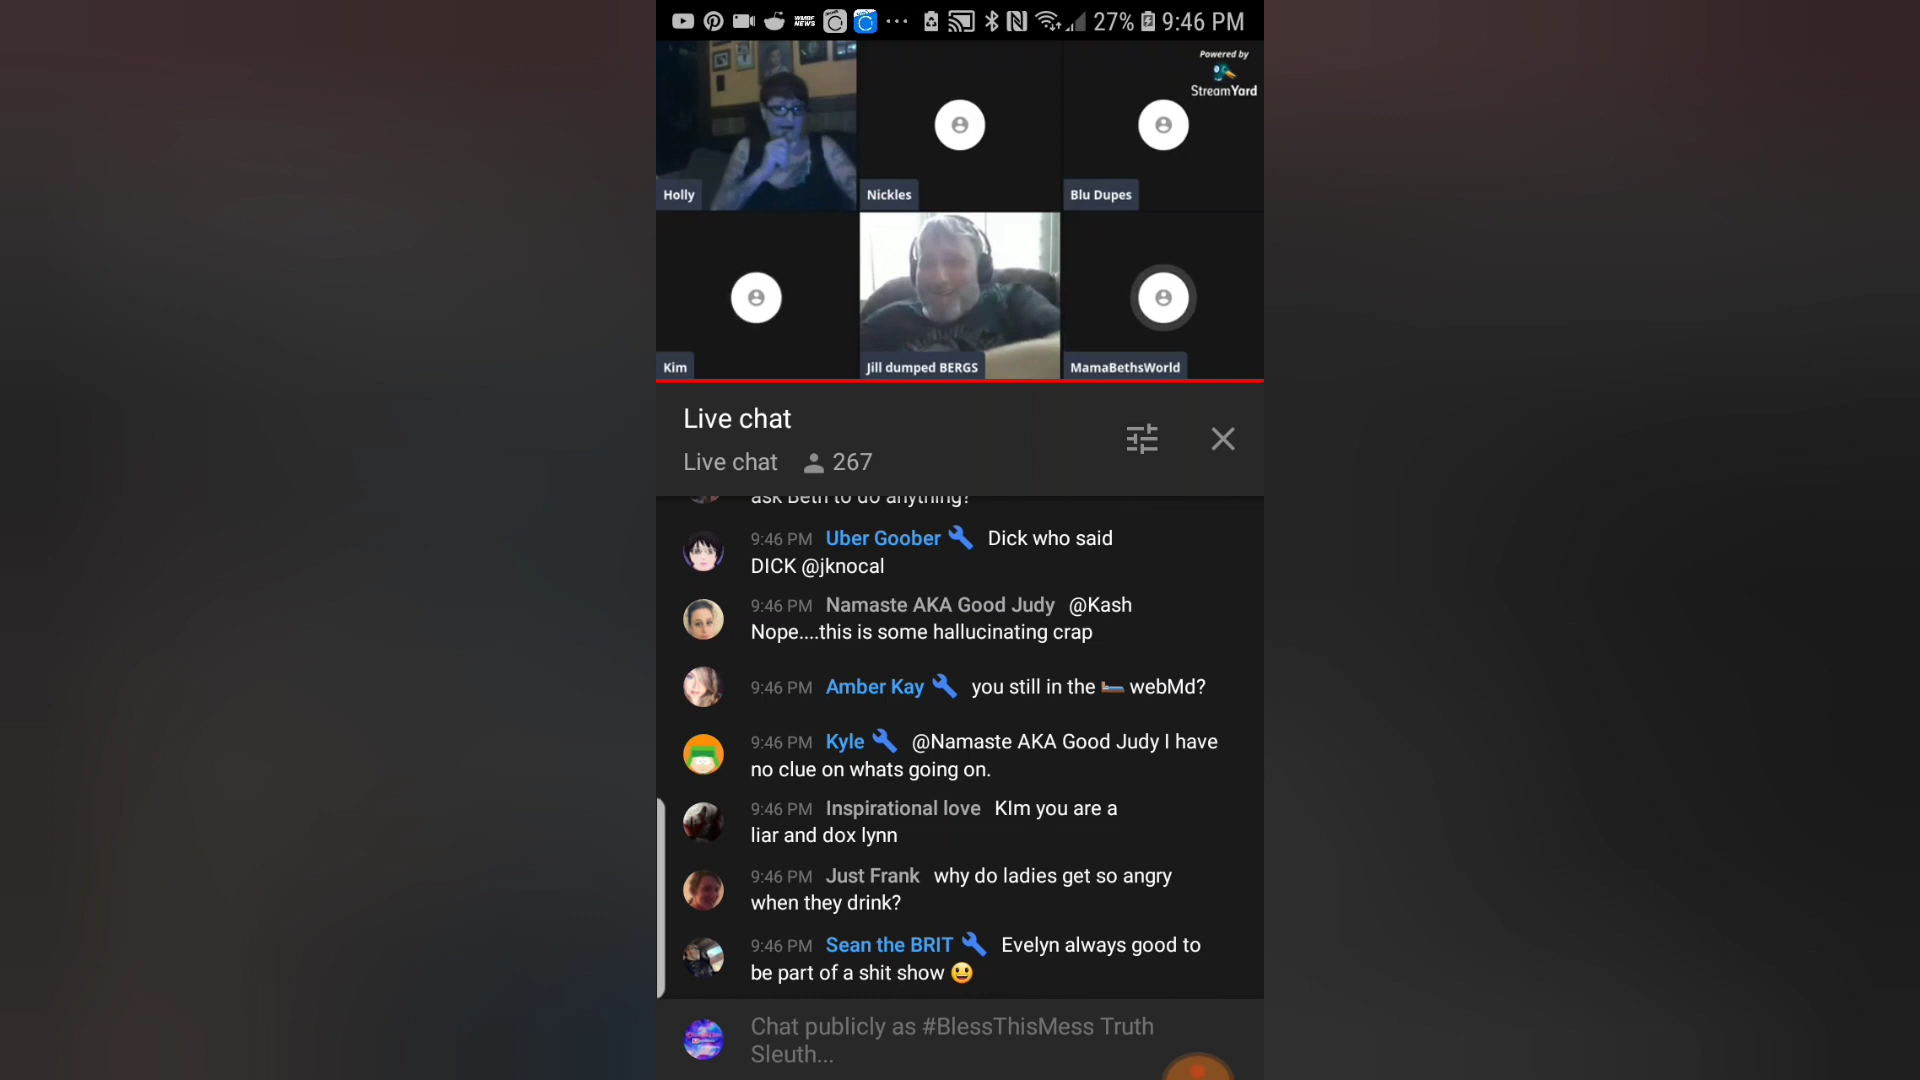 27% 9:46 PM
Powered by
StreamYard
Holly
Nickles
Blu Dupes
Kim
Jill dumped BERGS
MamaBethsWorld
Live chat
Live chat 267
ask Beth to do anything?
9:46 PM Uber Goober Dick who said
DICK @jknocal
9:46 PM Namaste AKA Good Judy @Kash
Nope....this is some hallucinating crap
9:46 PM Amber Kay you still in the 🛏 webMd?
9:46 PM Kyle @Namaste AKA Good Judy I have
no clue on whats going on.
9:46 PM Inspirational love KIm you are a
liar and dox lynn
9:46 PM Just Frank why do ladies get so angry
when they drink?
9:46 PM Sean the BRIT Evelyn always good to
be part of a shit show 😃
Chat publicly as #BlessThisMess Truth
Sleuth...